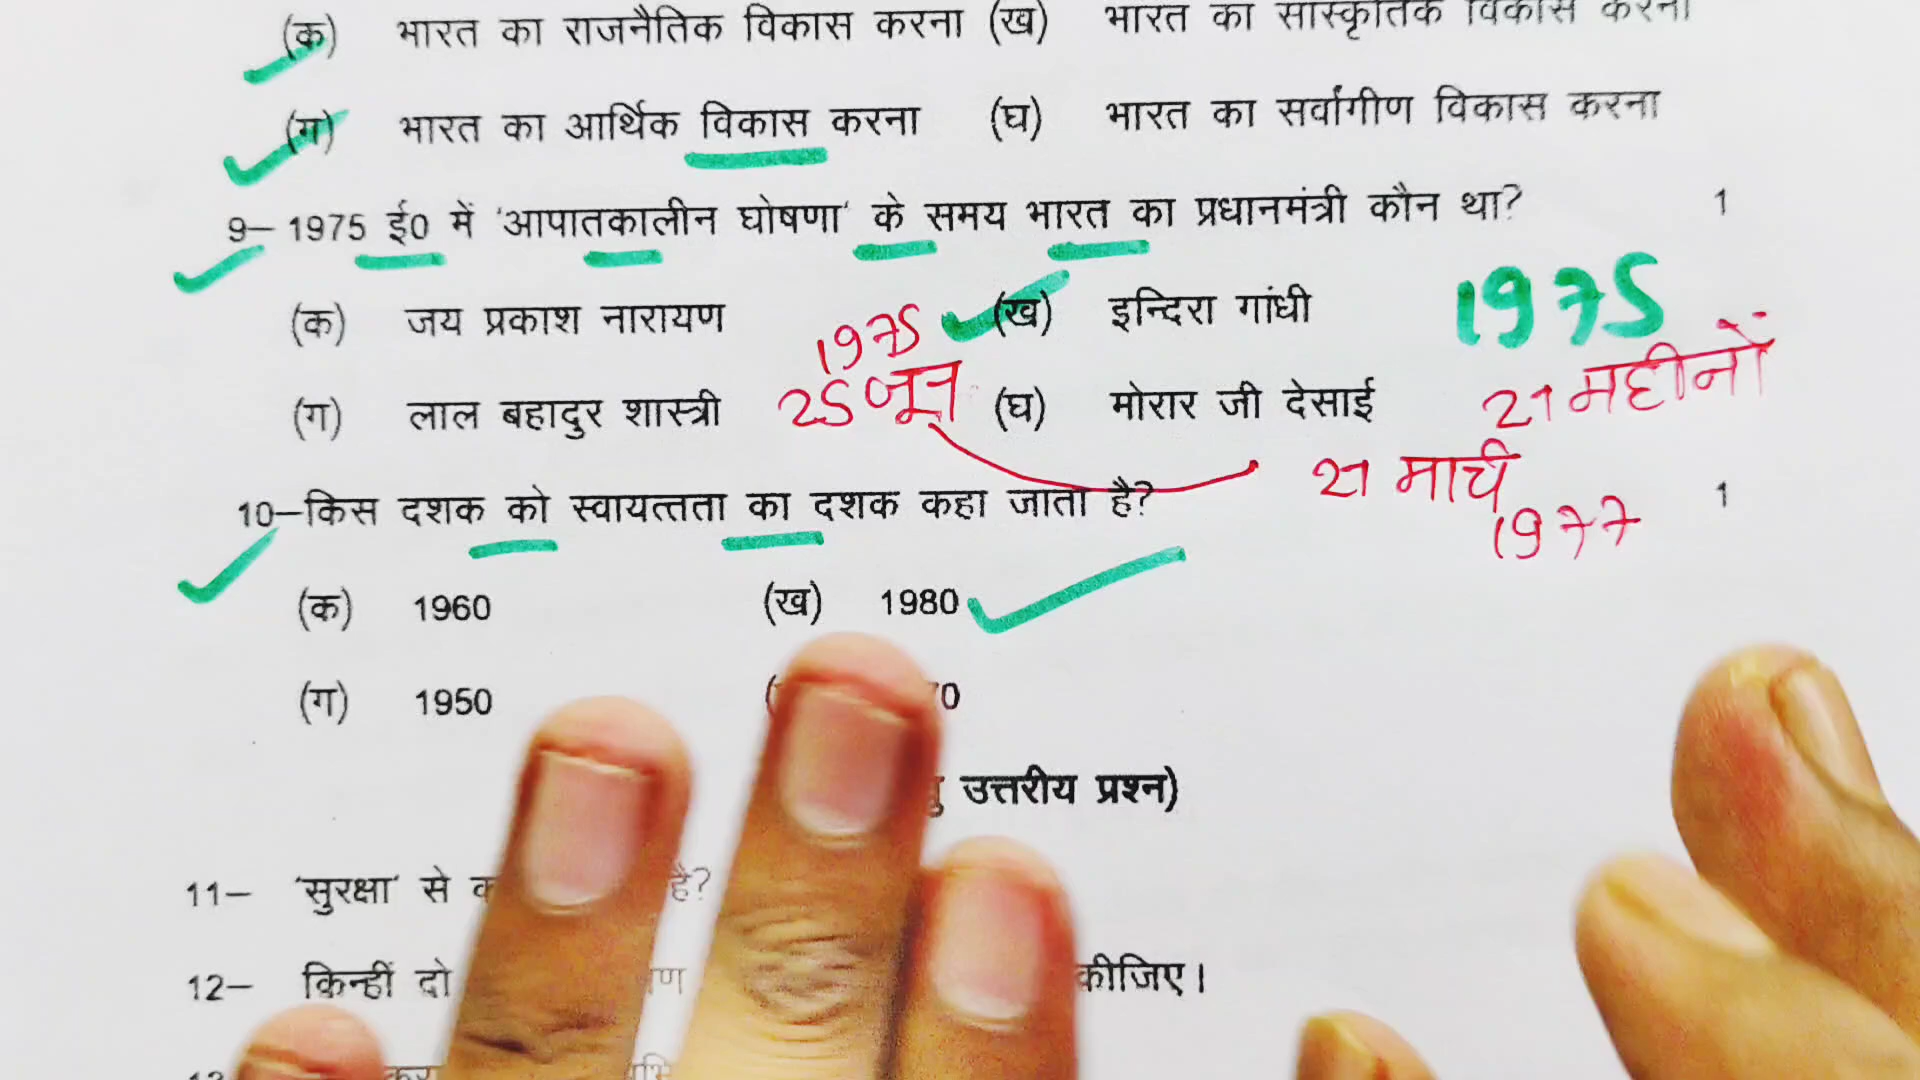 (क) भारत का राजनैतिक विकास करना (ख) भारत का सांस्कृतिक विकास करना
(ग) भारत का आर्थिक विकास करना (घ) भारत का सर्वांगीण विकास करना
9– 1975 ई0 में 'आपातकालीन घोषणा' के समय भारत का प्रधानमंत्री कौन था? 1
(क) जय प्रकाश नारायण (ख) इन्दिरा गांधी
1975
1975
(ग) लाल बहादुर शास्त्री (घ) मोरार जी देसाई
25 जून
21 महीनों
21 मार्च
1977
10–किस दशक को स्वायत्तता का दशक कहा जाता है? 1
(क) 1960 (ख) 1980
(ग) 1950
उत्तरीय प्रश्न)
11– 'सुरक्षा' से है?
12– किन्हीं दो कीजिए।